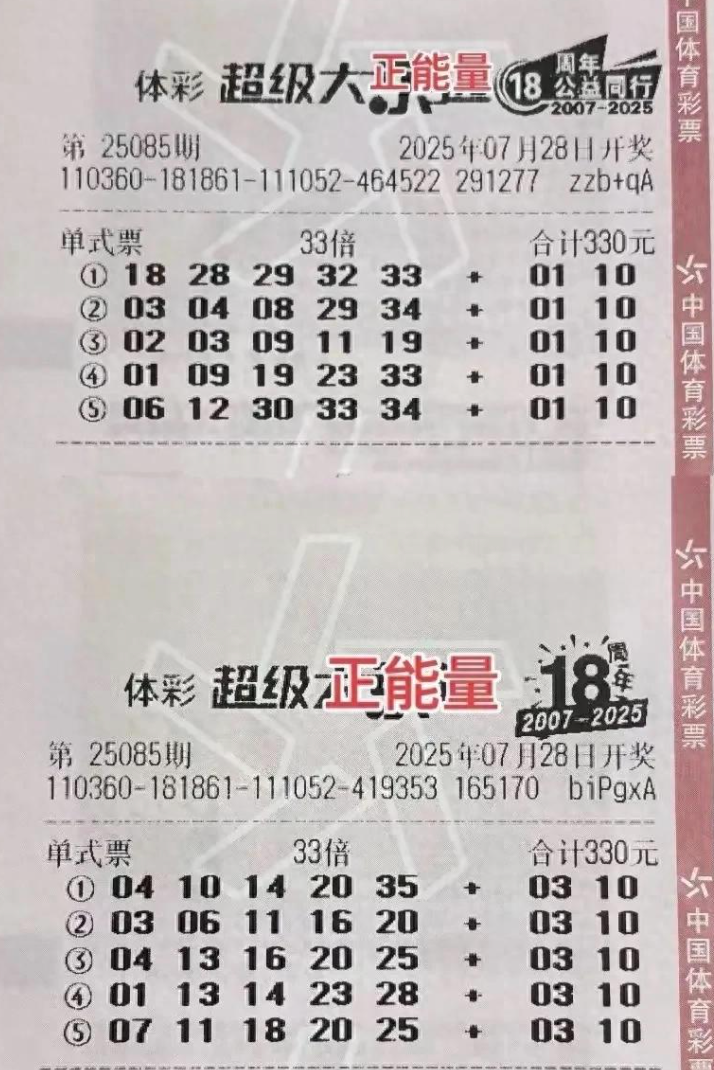 体彩 超级大 正能量 18 周年 公益同行 2007-2025
第 25085期 2025年07月28日开奖
110360-181861-111052-464522 291277 zzb+qA
单式票 33倍 合计330元
① 18 28 29 32 33 + 01 10
② 03 04 08 29 34 + 01 10
③ 02 03 09 11 19 + 01 10
④ 01 09 19 23 33 + 01 10
⑤ 06 12 30 33 34 + 01 10
体彩 超级 正能量 18周年 2007-2025
第 25085期 2025年07月28日开奖
110360-181861-111052-419353 165170 biPgxA
单式票 33倍 合计330元
① 04 10 14 20 35 + 03 10
② 03 06 11 16 20 + 03 10
③ 04 13 16 20 25 + 03 10
④ 01 13 14 23 28 + 03 10
⑤ 07 11 18 20 25 + 03 10
中国体育彩票
中国体育彩票
中国体育彩票
中国体育彩票